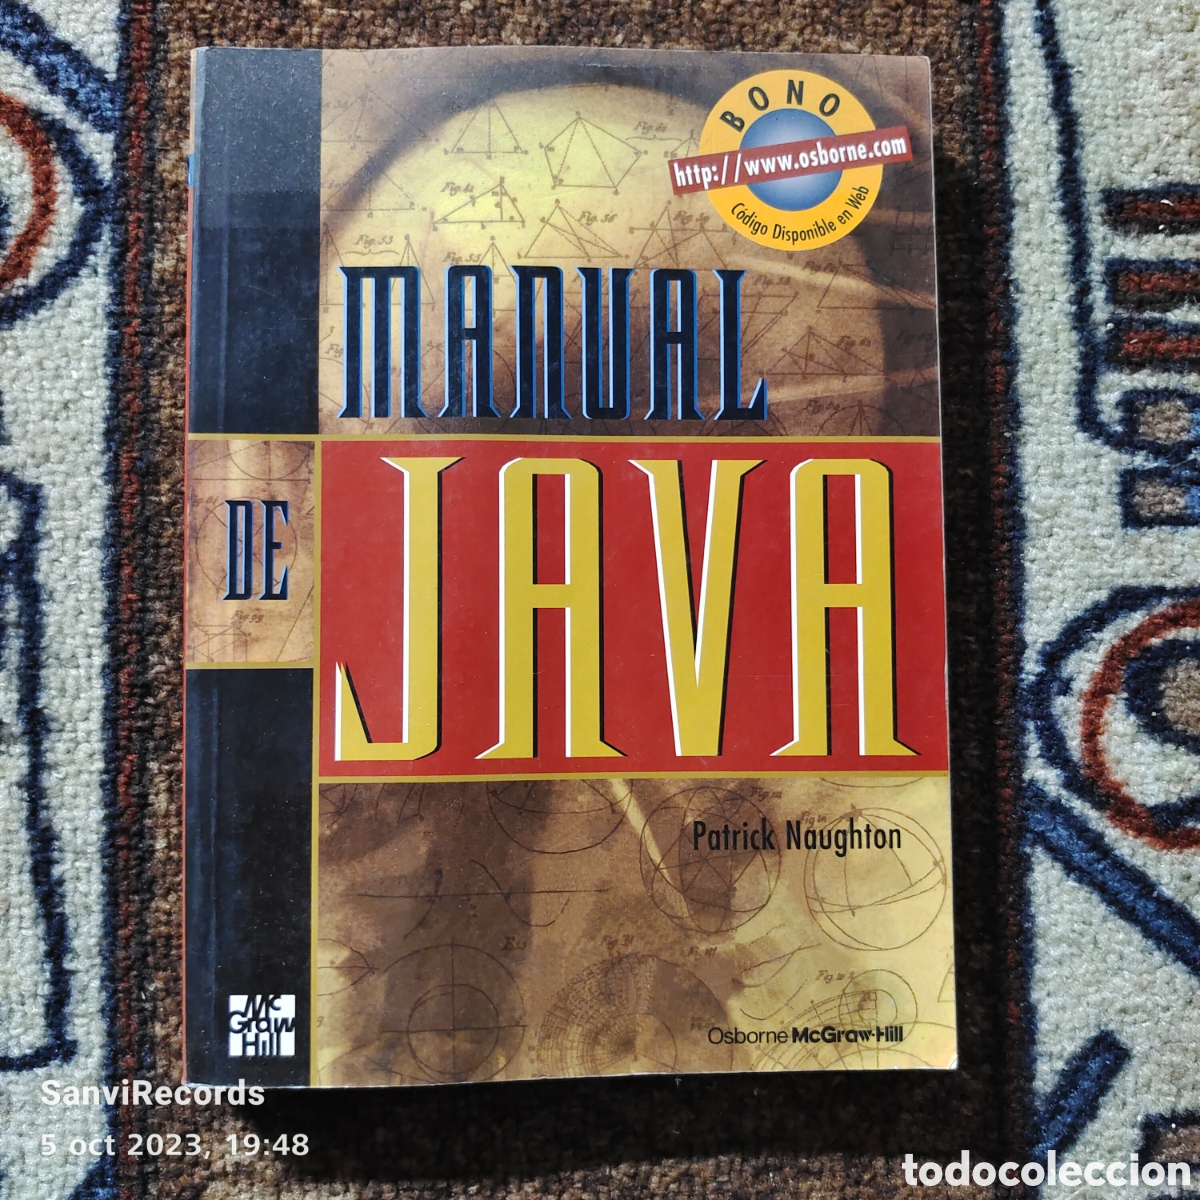 BONO
http://www.osborne.com
Código Disponible en Web
MANUAL
DE
JAVA
Patrick Naughton
Mc
Graw
Hill
Osborne McGraw-Hill
SanviRecords
5 oct 2023, 19:48
todocoleccion